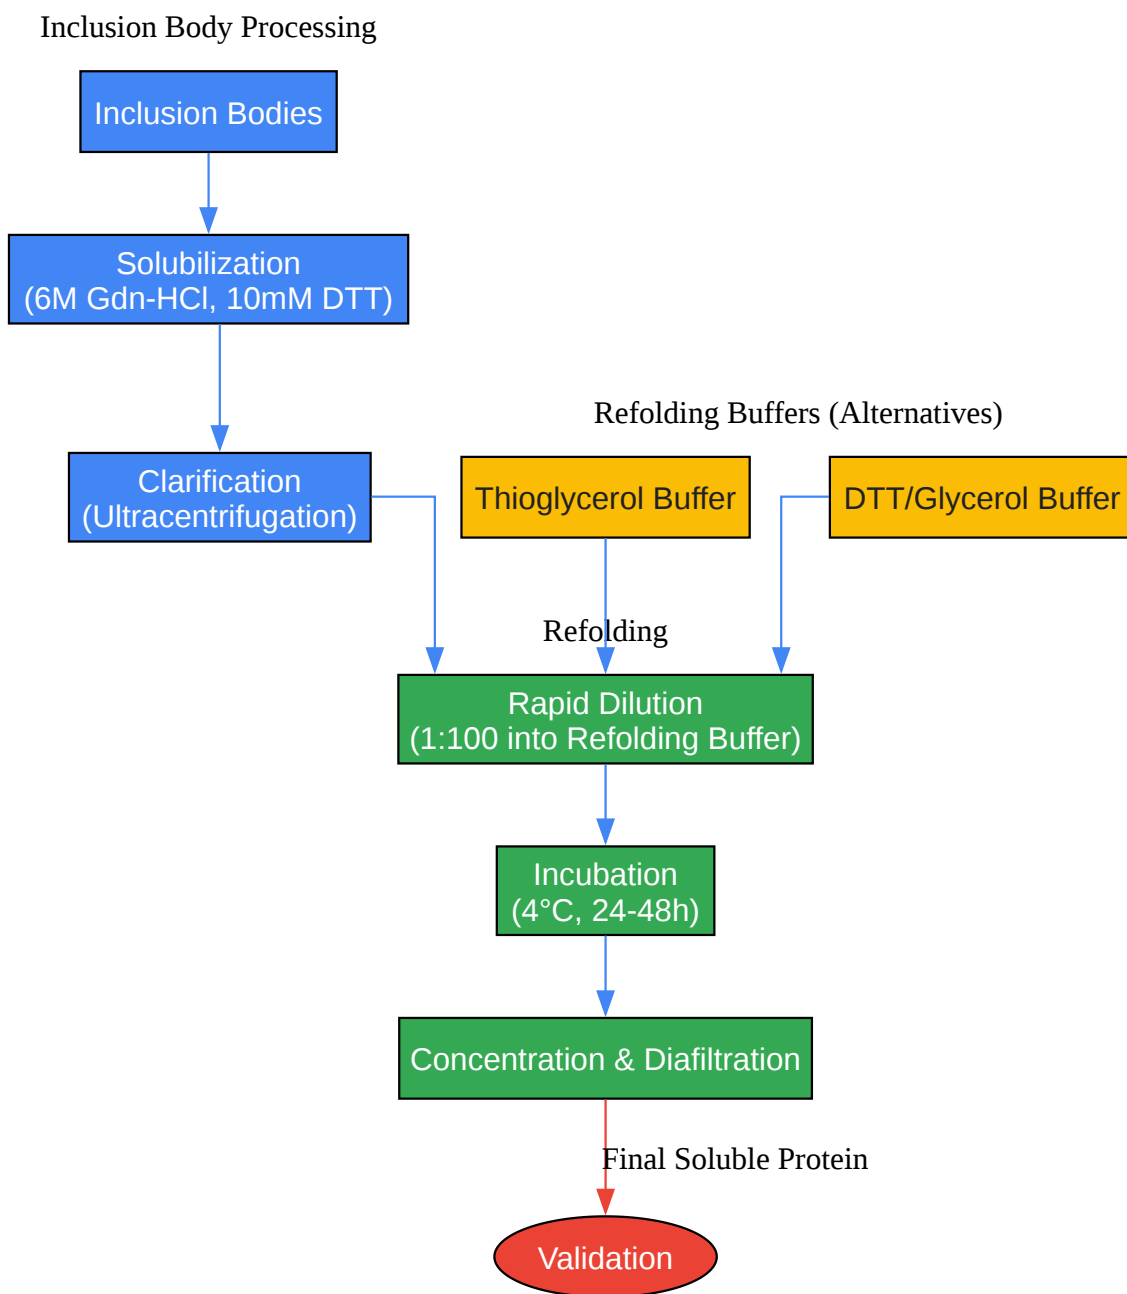 Inclusion Body Processing
Inclusion Bodies
Solubilization
(6M Gdn-HCl, 10mM DTT)
Refolding Buffers (Alternatives)
Clarification
(Ultracentrifugation)
Thioglycerol Buffer
DTT/Glycerol Buffer
Refolding
Rapid Dilution
(1:100 into Refolding Buffer)
Incubation
(4°C, 24-48h)
Concentration & Diafiltration
Final Soluble Protein
Validation